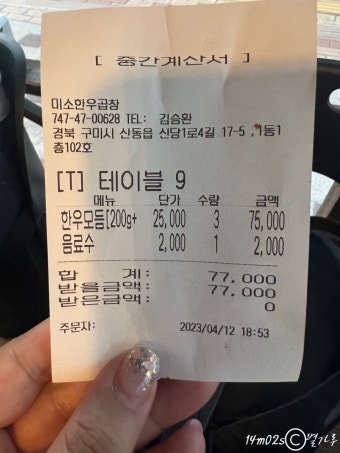 [ 중간계산서 ]
미소한우곱창
747-47-00628 TEL: 김승환
경북 구미시 산동읍 신당1로4길 17-5 ,1동1
층102호
[T] 테이블 9
메뉴 단가 수량 금액
한우모듬[200g+ 25,000 3 75,000
음료수 2,000 1 2,000
합 계: 77,000
받을금액: 77,000
받은금액: 0
주문자: 2023/04/12 18:53
14m02s©별가루